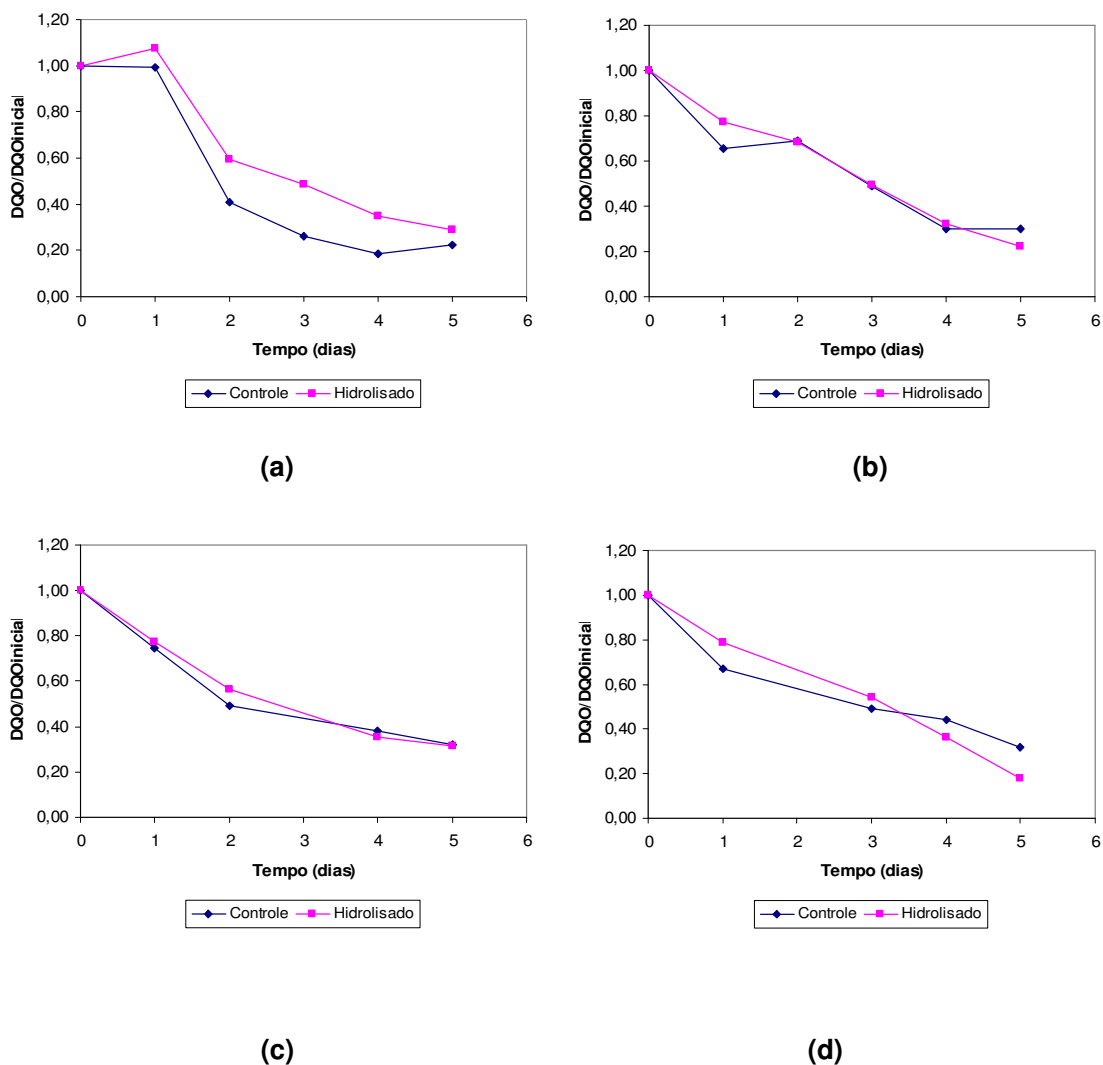 1,20
1,00
0,80
0,60
0,40
0,20
0,00
DQO/DQOinicial
0 1 2 3 4 5 6
Tempo (dias)
Controle Hidrolisado
(a)
1,20
1,00
0,80
0,60
0,40
0,20
0,00
DQO/DQOinicial
0 1 2 3 4 5 6
Tempo (dias)
Controle Hidrolisado
(b)
1,20
1,00
0,80
0,60
0,40
0,20
0,00
DQO/DQOinicial
0 1 2 3 4 5 6
Tempo (dias)
Controle Hidrolisado
(c)
1,20
1,00
0,80
0,60
0,40
0,20
0,00
DQO/DQOinicial
0 1 2 3 4 5 6
Tempo (dias)
Controle Hidrolisado
(d)